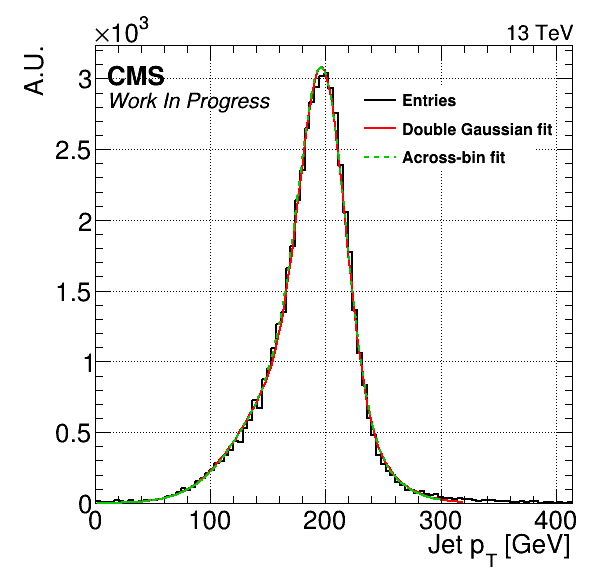 ×10³
13 TeV
A.U.
CMS
Work In Progress
Entries
Double Gaussian fit
Across-bin fit
3
2.5
2
1.5
1
0.5
0
0 100 200 300 400
Jet p_T [GeV]